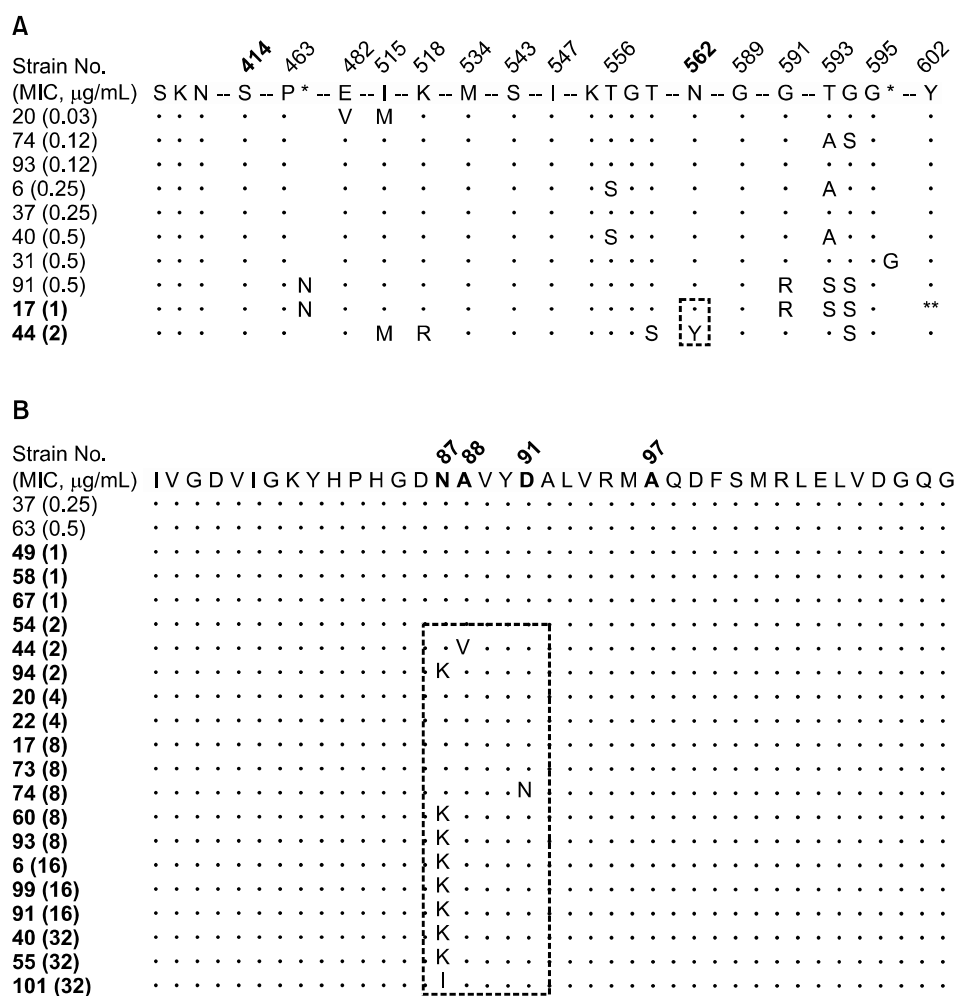 A
Strain No. 414 463 482 515 518 534 543 547 556 562 589 591 593 595 602
(MIC, μg/mL) S K N -- S -- P * -- E -- I -- K -- M -- S -- I -- K T G T -- N -- G -- G -- T G G * -- Y
20 (0.03) · · · · · V M · · · · · · · · · · · · · · ·
74 (0.12) · · · · · · · · · · · · · · · · · · A S · ·
93 (0.12) · · · · · · · · · · · · · · · · · · · · · ·
6 (0.25) · · · · · · · · · · · · S · · · · · A · · ·
37 (0.25) · · · · · · · · · · · · · · · · · · · · · ·
40 (0.5) · · · · · · · · · · · · S · · · · · A · · ·
31 (0.5) · · · · · · · · · · · · · · · · · · · · · G ·
91 (0.5) · · · · · N · · · · · · · · · · · · R S S · ·
17 (1) · · · · · N · · · · · · · · · · · · R S S · **
44 (2) · · · · · · M R · · · · · · S Y · · · S · ·
B
Strain No. 87 88 91 97
(MIC, μg/mL) I V G D V I G K Y H P H G D N A V Y D A L V R M A Q D F S M R L E L V D G Q G
37 (0.25) · · · · · · · · · · · · · · · · · · · · · · · · · · · · · · · · · · · · · · ·
63 (0.5) · · · · · · · · · · · · · · · · · · · · · · · · · · · · · · · · · · · · · · ·
49 (1) · · · · · · · · · · · · · · · · · · · · · · · · · · · · · · · · · · · · · · ·
58 (1) · · · · · · · · · · · · · · · · · · · · · · · · · · · · · · · · · · · · · · ·
67 (1) · · · · · · · · · · · · · · · · · · · · · · · · · · · · · · · · · · · · · · ·
54 (2) · · · · · · · · · · · · · · · · · · · · · · · · · · · · · · · · · · · · · · ·
44 (2) · · · · · · · · · · · · · · · V · · · · · · · · · · · · · · · · · · · · · · ·
94 (2) · · · · · · · · · · · · · · K · · · · · · · · · · · · · · · · · · · · · · · ·
20 (4) · · · · · · · · · · · · · · · · · · · · · · · · · · · · · · · · · · · · · · ·
22 (4) · · · · · · · · · · · · · · · · · · · · · · · · · · · · · · · · · · · · · · ·
17 (8) · · · · · · · · · · · · · · · · · · · · · · · · · · · · · · · · · · · · · · ·
73 (8) · · · · · · · · · · · · · · · · · · · · · · · · · · · · · · · · · · · · · · ·
74 (8) · · · · · · · · · · · · · · · · · · N · · · · · · · · · · · · · · · · · · · ·
60 (8) · · · · · · · · · · · · · · K · · · · · · · · · · · · · · · · · · · · · · · ·
93 (8) · · · · · · · · · · · · · · K · · · · · · · · · · · · · · · · · · · · · · · ·
6 (16) · · · · · · · · · · · · · · K · · · · · · · · · · · · · · · · · · · · · · · ·
99 (16) · · · · · · · · · · · · · · K · · · · · · · · · · · · · · · · · · · · · · · ·
91 (16) · · · · · · · · · · · · · · K · · · · · · · · · · · · · · · · · · · · · · · ·
40 (32) · · · · · · · · · · · · · · K · · · · · · · · · · · · · · · · · · · · · · · ·
55 (32) · · · · · · · · · · · · · · K · · · · · · · · · · · · · · · · · · · · · · · ·
101 (32) · · · · · · · · · · · · · · I · · · · · · · · · · · · · · · · · · · · · · · ·